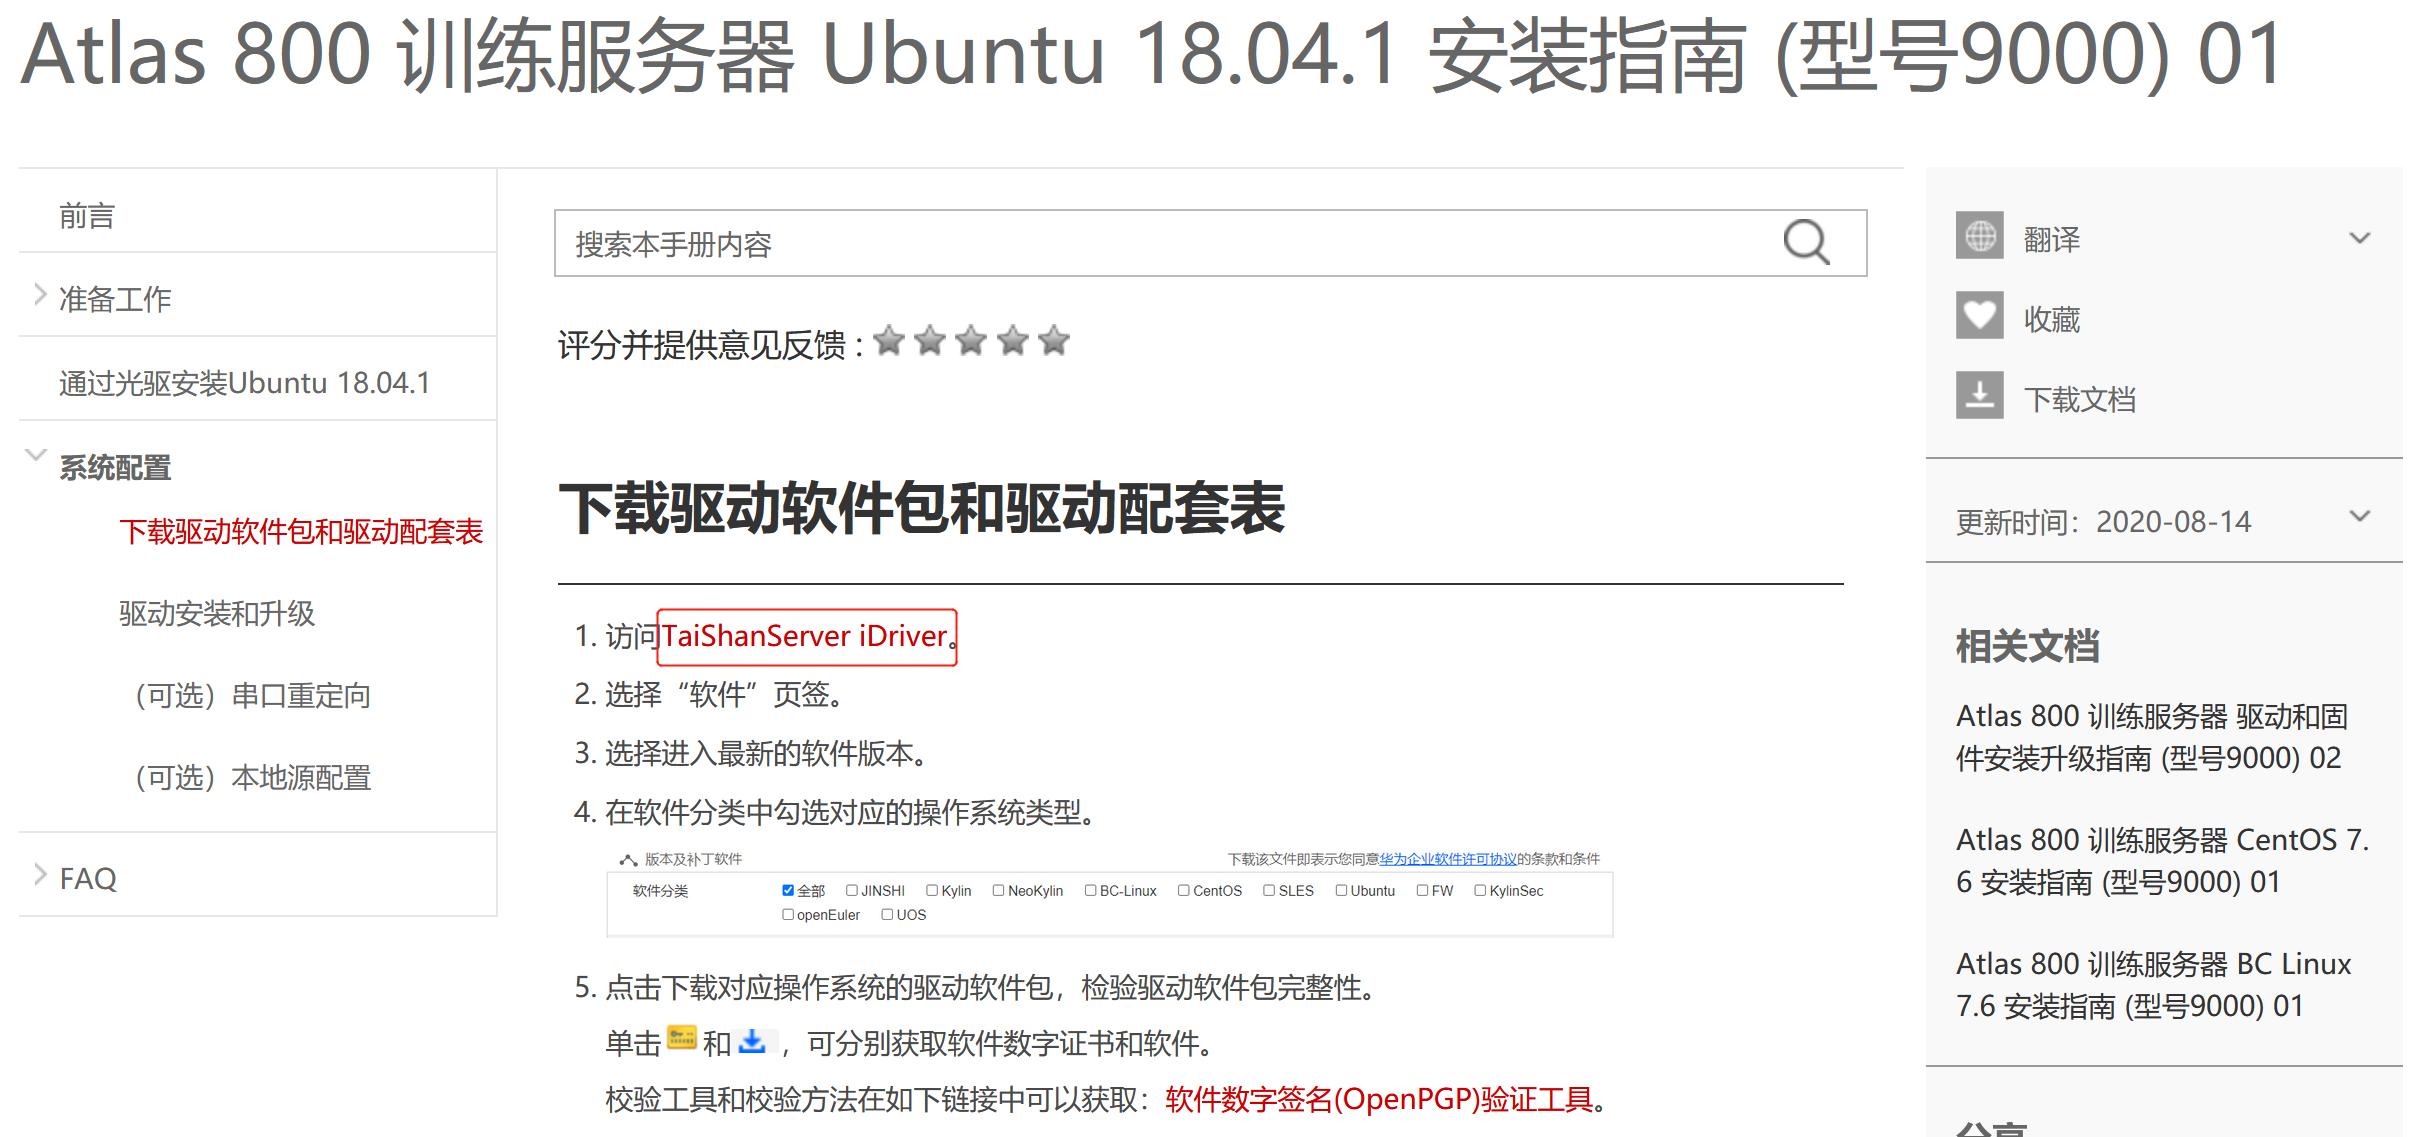 Atlas 800 训练服务器 Ubuntu 18.04.1 安装指南 (型号9000) 01
前言
准备工作
通过光驱安装Ubuntu 18.04.1
系统配置
下载驱动软件包和驱动配套表
驱动安装和升级
（可选）串口重定向
（可选）本地源配置
FAQ
搜索本手册内容
评分并提供意见反馈 :
下载驱动软件包和驱动配套表
1. 访问TaiShanServer iDriver。
2. 选择“软件”页签。
3. 选择进入最新的软件版本。
4. 在软件分类中勾选对应的操作系统类型。
版本及补丁软件 下载该文件即表示您同意华为企业软件许可协议的条款和条件
软件分类 全部 JINSHI Kylin NeoKylin BC-Linux CentOS SLES Ubuntu FW KylinSec
openEuler UOS
5. 点击下载对应操作系统的驱动软件包，检验驱动软件包完整性。
单击和，可分别获取软件数字证书和软件。
校验工具和校验方法在如下链接中可以获取：软件数字签名(OpenPGP)验证工具。
翻译
收藏
下载文档
更新时间：2020-08-14
相关文档
Atlas 800 训练服务器 驱动和固
件安装升级指南 (型号9000) 02
Atlas 800 训练服务器 CentOS 7.
6 安装指南 (型号9000) 01
Atlas 800 训练服务器 BC Linux
7.6 安装指南 (型号9000) 01
分享